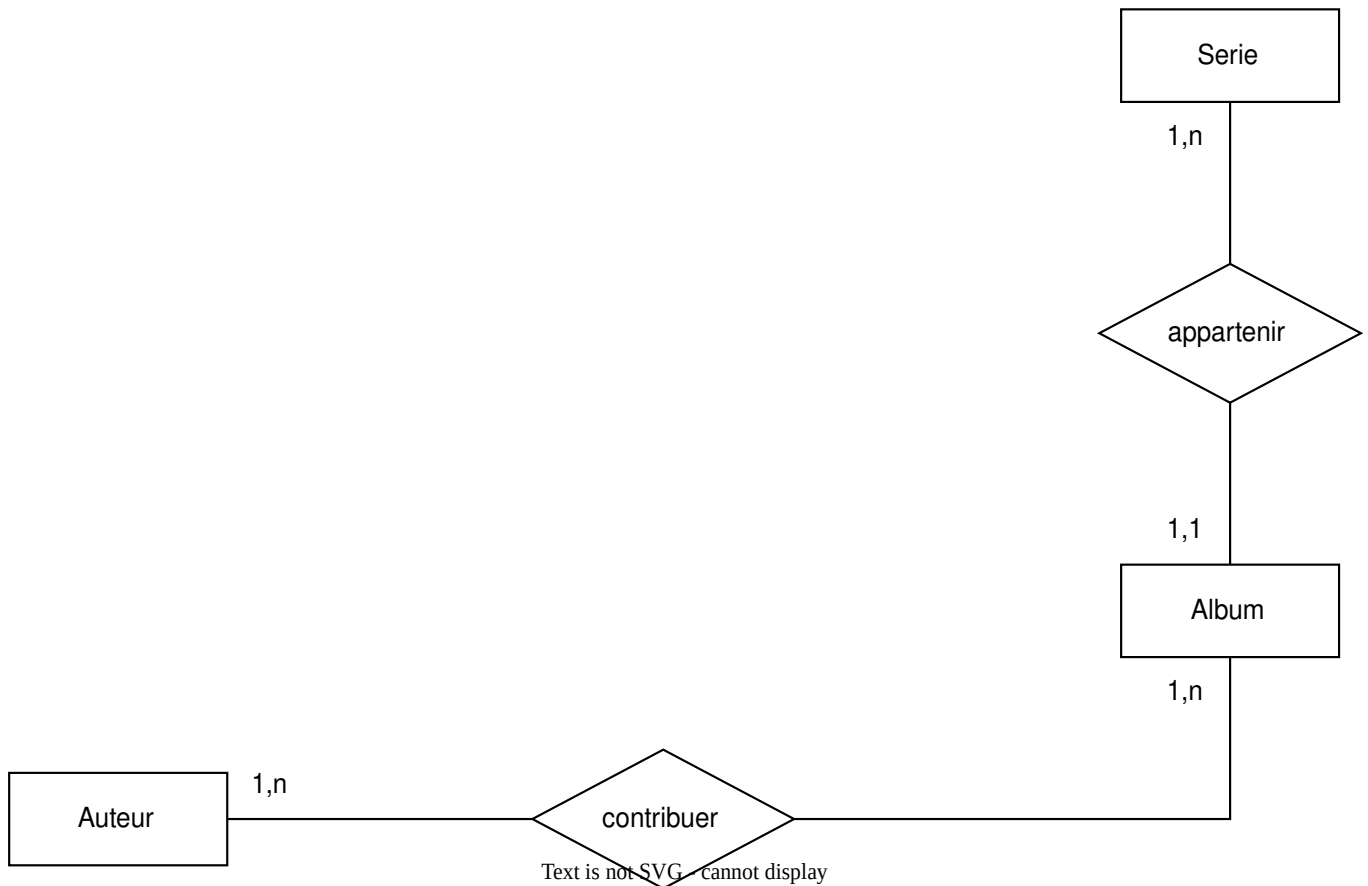 Serie
1,n
appartenir
1,1
Album
1,n
1,n
Auteur
contribuer
Text is not SVG - cannot display